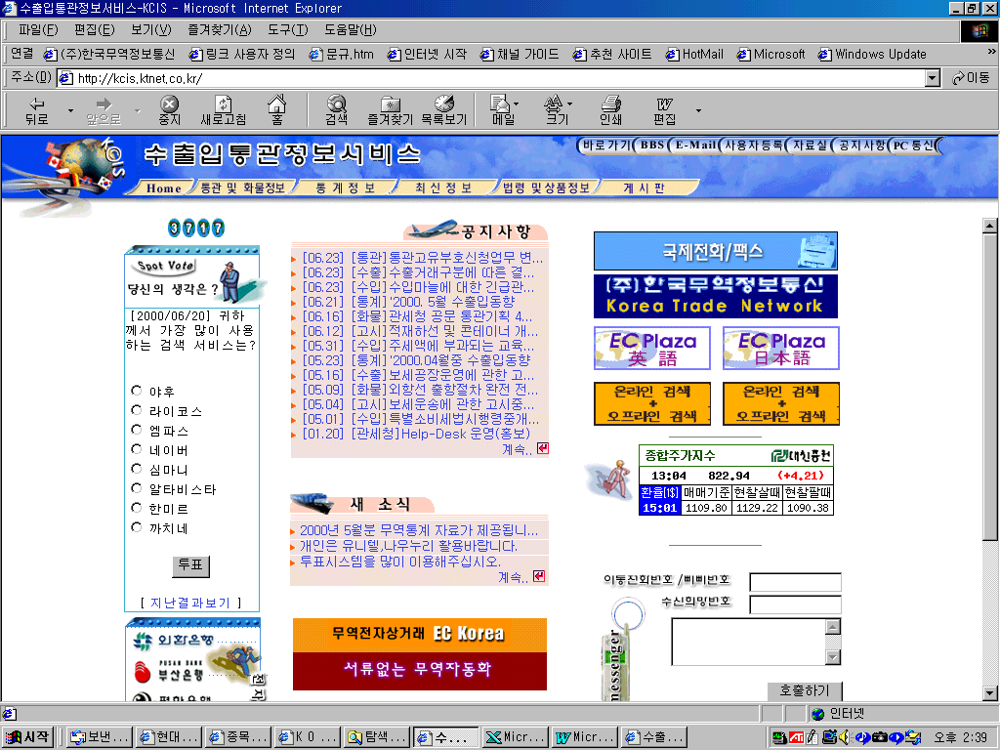 수출입통관정보서비스-KCIS - Microsoft Internet Explorer
파일(F) 편집(E) 보기(V) 즐겨찾기(A) 도구(T) 도움말(H)
연결 (주)한국무역정보통신 링크 사용자 정의 문규.htm 인터넷 시작 채널 가이드 추천 사이트 HotMail Microsoft Windows Update
주소(D) http://kcis.ktnet.co.kr/ 이동
뒤로 앞으로 중지 새로고침 홈 검색 즐겨찾기 목록보기 메일 크기 인쇄 편집
KCIS 수출입통관정보서비스
바로가기 BBS E-Mail 사용자등록 자료실 공지사항 PC통신
Home 통관 및 화물정보 통계정보 최신정보 법령 및 상품정보 게시판
3717
Spot Vote
당신의 생각은?
[2000/06/20] 귀하
께서 가장 많이 사용
하는 검색 서비스는?
야후
라이코스
엠파스
네이버
심마니
알타비스타
한미르
까치네
투표
[ 지난결과보기 ]
외환은행
PUSAN BANK
부산은행
평화은행
전자
공지사항
[06.23] [통관]통관고유부호신청업무 변...
[06.23] [수출]수출거래구분에 따른 결...
[06.23] [수입]수입마늘에 대한 긴급관...
[06.21] [통계]'2000. 5월 수출입동향
[06.16] [화물]관세청 공문 통관기획 4...
[06.12] [고시]적재하선 및 콘테이너 개...
[05.31] [수입]주세액에 부과되는 교육...
[05.23] [통계]'2000.04월중 수출입동향
[05.16] [수출]보세공장운영에 관한 고...
[05.09] [화물]외항선 출항절차 완전 전...
[05.04] [고시]보세운송에 관한 고시중...
[05.01] [수입]특별소비세법시행령중개...
[01.20] [관세청]Help-Desk 운영(홍보)
계속..
새 소식
2000년 5월분 무역통계 자료가 제공됩니...
개인은 유니텔,나우누리 활용바랍니다.
투표시스템을 많이 이용해주십시오.
계속..
무역전자상거래 EC Korea
서류없는 무역자동화
국제전화/팩스
(주)한국무역정보통신
Korea Trade Network
EC Plaza 英語
EC Plaza 日本語
온라인 검색 + 오프라인 검색
온라인 검색 + 오프라인 검색
종합주가지수 대신증권
13:04 822.94 (+4.21)
환율[1$] 매매기준 현찰살때 현찰팔때
15:01 1109.80 1129.22 1090.38
이동전화번호 /삐삐번호
수신희망번호
messenger
호출하기
인터넷
시작 보낸... 현대... 종목... K O ... 탐색... 수... Micr... Micr... 수출... 오후 2:39